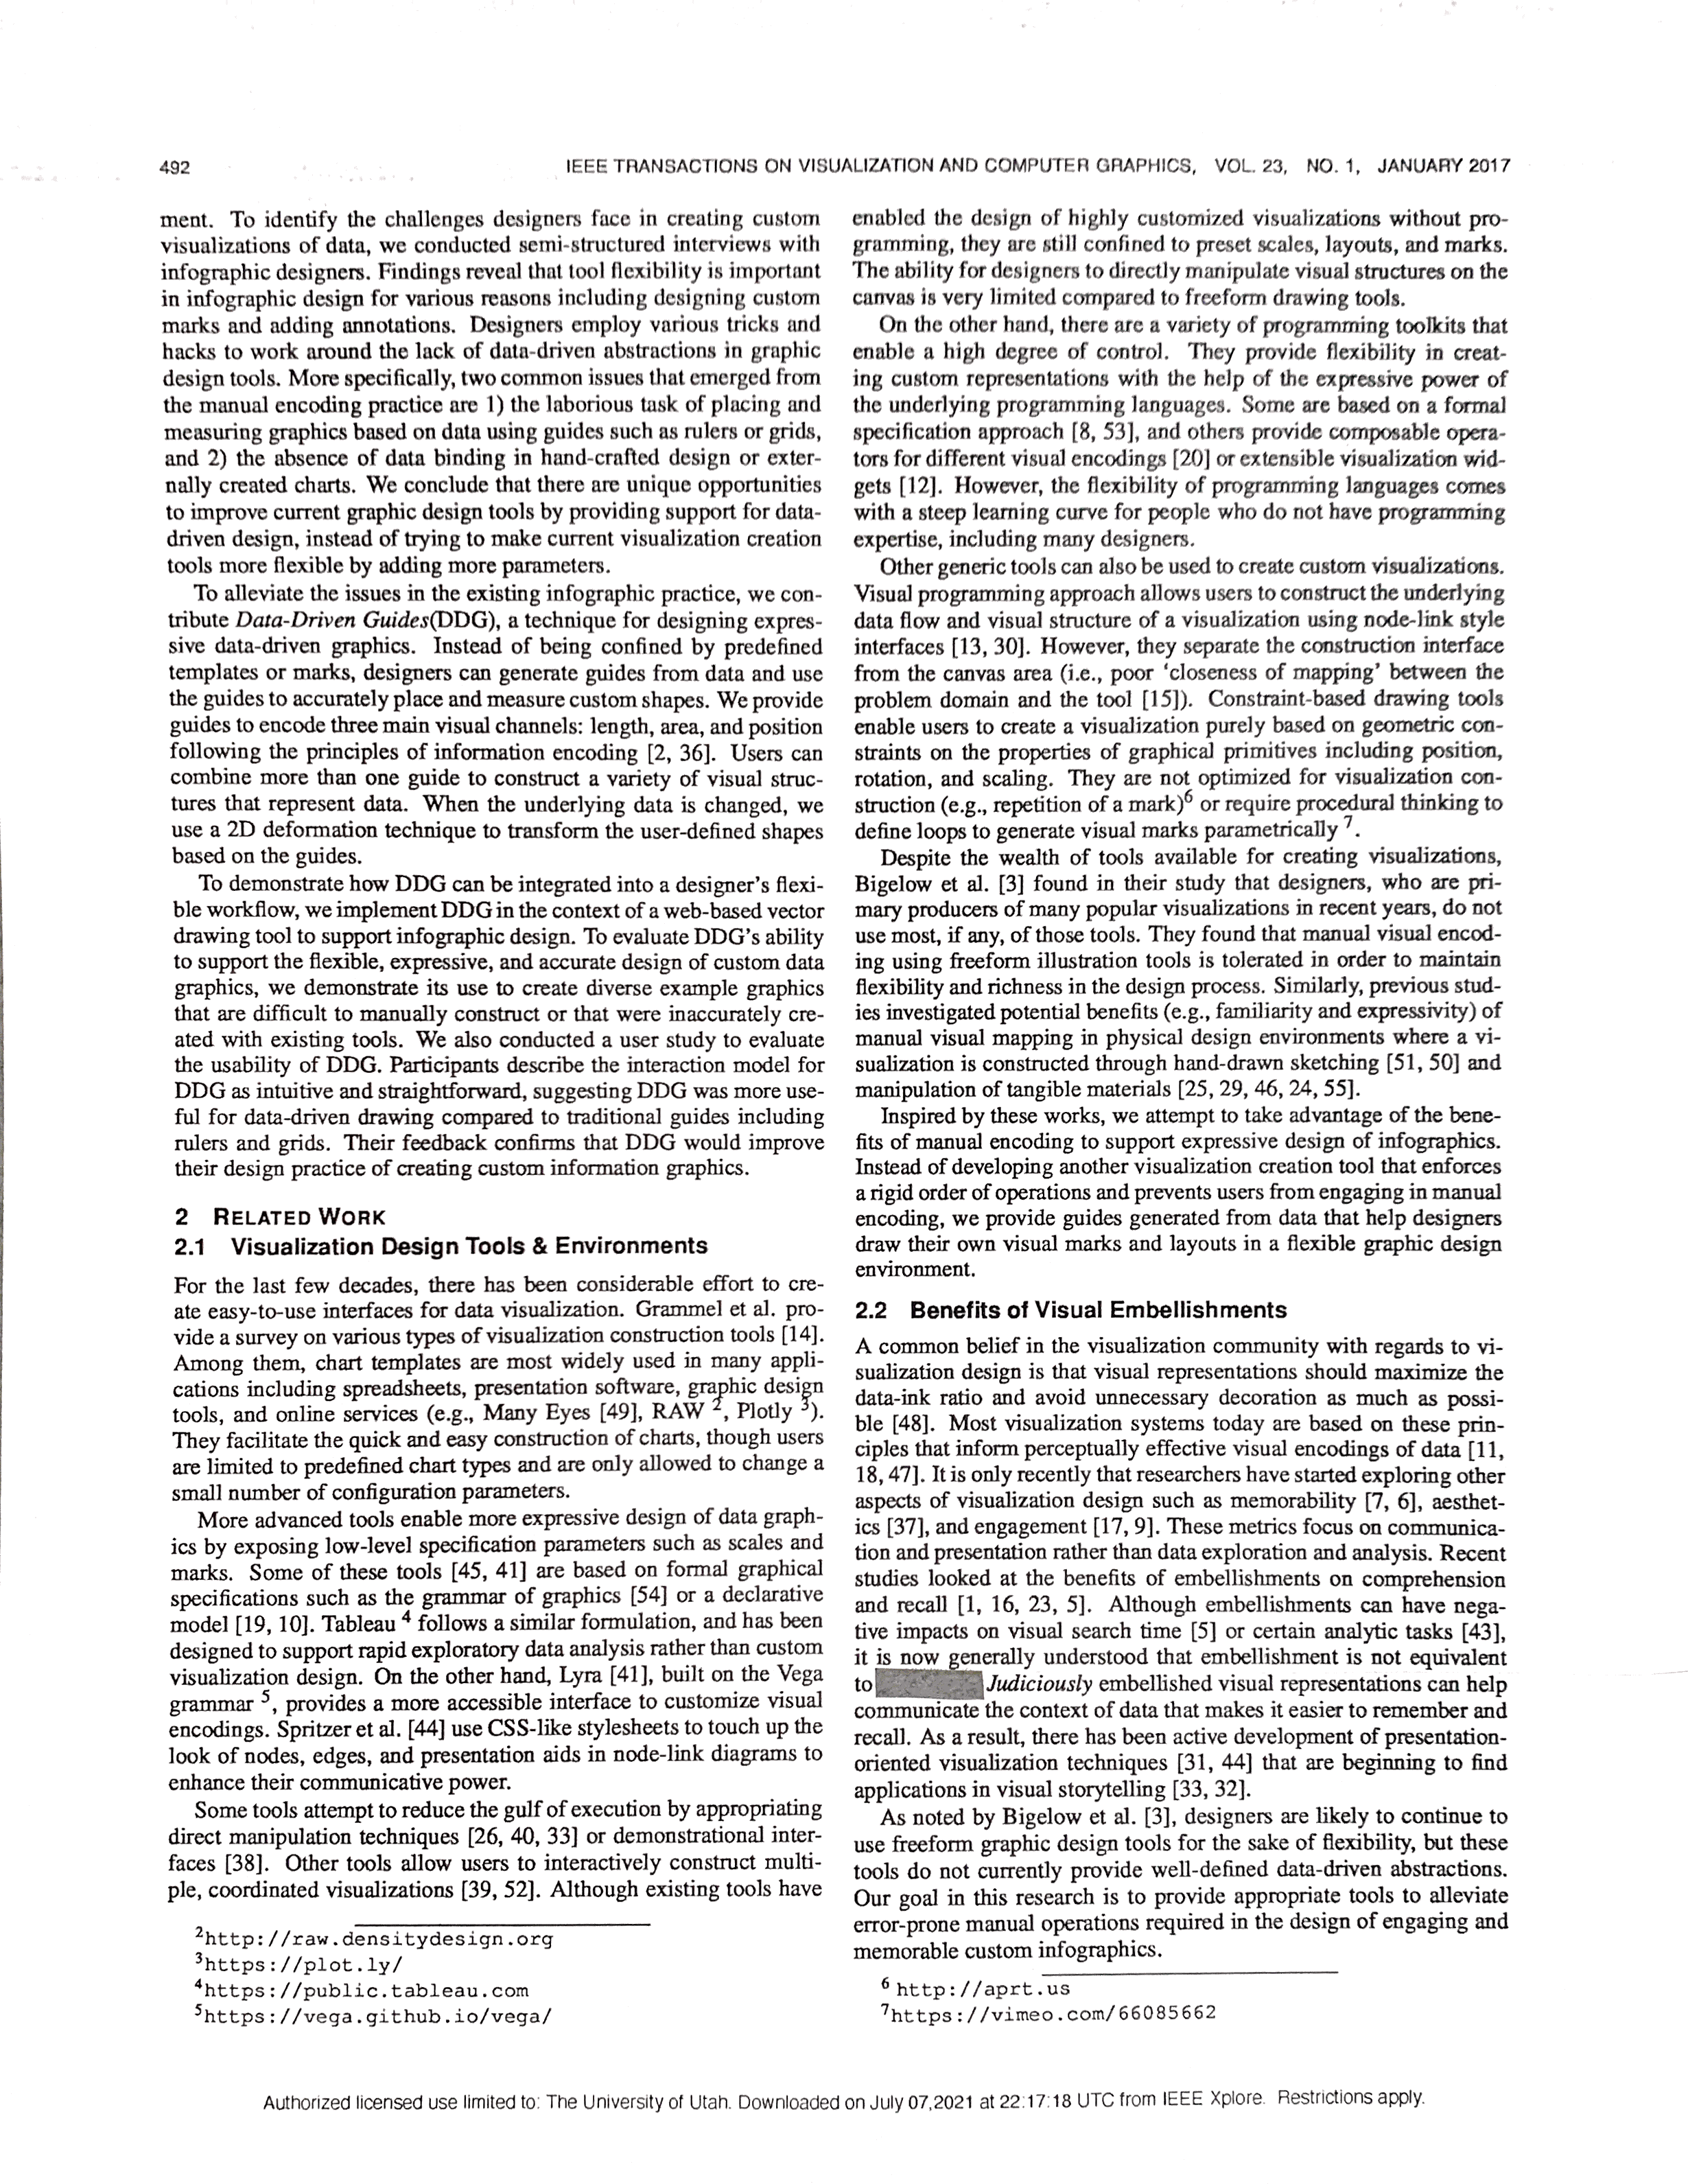 492
IEEE TRANSACTIONS ON VISUALIZATION AND COMPUTER GRAPHICS, VOL. 23, NO. 1, JANUARY 2017
ment. To identify the challenges designers face in creating custom
visualizations of data, we conducted semi-structured interviews with
infographic designers. Findings reveal that tool flexibility is important
in infographic design for various reasons including designing custom
marks and adding annotations. Designers employ various tricks and
hacks to work around the lack of data-driven abstractions in graphic
design tools. More specifically, two common issues that emerged from
the manual encoding practice are 1) the laborious task of placing and
measuring graphics based on data using guides such as rulers or grids,
and 2) the absence of data binding in hand-crafted design or exter-
nally created charts. We conclude that there are unique opportunities
to improve current graphic design tools by providing support for data-
driven design, instead of trying to make current visualization creation
tools more flexible by adding more parameters.
To alleviate the issues in the existing infographic practice, we con-
tribute Data-Driven Guides(DDG), a technique for designing expres-
sive data-driven graphics. Instead of being confined by predefined
templates or marks, designers can generate guides from data and use
the guides to accurately place and measure custom shapes. We provide
guides to encode three main visual channels: length, area, and position
following the principles of information encoding [2, 36]. Users can
combine more than one guide to construct a variety of visual struc-
tures that represent data. When the underlying data is changed, we
use a 2D deformation technique to transform the user-defined shapes
based on the guides.
To demonstrate how DDG can be integrated into a designer's flexi-
ble workflow, we implement DDG in the context of a web-based vector
drawing tool to support infographic design. To evaluate DDG's ability
to support the flexible, expressive, and accurate design of custom data
graphics, we demonstrate its use to create diverse example graphics
that are difficult to manually construct or that were inaccurately cre-
ated with existing tools. We also conducted a user study to evaluate
the usability of DDG. Participants describe the interaction model for
DDG as intuitive and straightforward, suggesting DDG was more use-
ful for data-driven drawing compared to traditional guides including
rulers and grids. Their feedback confirms that DDG would improve
their design practice of creating custom information graphics.
2 RELATED WORK
2.1 Visualization Design Tools & Environments
For the last few decades, there has been considerable effort to cre-
ate easy-to-use interfaces for data visualization. Grammel et al. pro-
vide a survey on various types of visualization construction tools [14].
Among them, chart templates are most widely used in many appli-
cations including spreadsheets, presentation software, graphic design
tools, and online services (e.g., Many Eyes [49], RAW 2, Plotly 3).
They facilitate the quick and easy construction of charts, though users
are limited to predefined chart types and are only allowed to change a
small number of configuration parameters.
More advanced tools enable more expressive design of data graph-
ics by exposing low-level specification parameters such as scales and
marks. Some of these tools [45, 41] are based on formal graphical
specifications such as the grammar of graphics [54] or a declarative
model [19, 10]. Tableau 4 follows a similar formulation, and has been
designed to support rapid exploratory data analysis rather than custom
visualization design. On the other hand, Lyra [41], built on the Vega
grammar 5, provides a more accessible interface to customize visual
encodings. Spritzer et al. [44] use CSS-like stylesheets to touch up the
look of nodes, edges, and presentation aids in node-link diagrams to
enhance their communicative power.
Some tools attempt to reduce the gulf of execution by appropriating
direct manipulation techniques [26, 40, 33] or demonstrational inter-
faces [38]. Other tools allow users to interactively construct multi-
ple, coordinated visualizations [39, 52]. Although existing tools have
2http://raw.densitydesign.org
3https://plot.ly/
4https://public.tableau.com
5https://vega.github.io/vega/
enabled the design of highly customized visualizations without pro-
gramming, they are still confined to preset scales, layouts, and marks.
The ability for designers to directly manipulate visual structures on the
canvas is very limited compared to freeform drawing tools.
On the other hand, there are a variety of programming toolkits that
enable a high degree of control. They provide flexibility in creat-
ing custom representations with the help of the expressive power of
the underlying programming languages. Some are based on a formal
specification approach [8, 53], and others provide composable opera-
tors for different visual encodings [20] or extensible visualization wid-
gets [12]. However, the flexibility of programming languages comes
with a steep learning curve for people who do not have programming
expertise, including many designers.
Other generic tools can also be used to create custom visualizations.
Visual programming approach allows users to construct the underlying
data flow and visual structure of a visualization using node-link style
interfaces [13, 30]. However, they separate the construction interface
from the canvas area (i.e., poor 'closeness of mapping' between the
problem domain and the tool [15]). Constraint-based drawing tools
enable users to create a visualization purely based on geometric con-
straints on the properties of graphical primitives including position,
rotation, and scaling. They are not optimized for visualization con-
struction (e.g., repetition of a mark)6 or require procedural thinking to
define loops to generate visual marks parametrically 7.
Despite the wealth of tools available for creating visualizations,
Bigelow et al. [3] found in their study that designers, who are pri-
mary producers of many popular visualizations in recent years, do not
use most, if any, of those tools. They found that manual visual encod-
ing using freeform illustration tools is tolerated in order to maintain
flexibility and richness in the design process. Similarly, previous stud-
ies investigated potential benefits (e.g., familiarity and expressivity) of
manual visual mapping in physical design environments where a vi-
sualization is constructed through hand-drawn sketching [51, 50] and
manipulation of tangible materials [25, 29, 46, 24, 55].
Inspired by these works, we attempt to take advantage of the bene-
fits of manual encoding to support expressive design of infographics.
Instead of developing another visualization creation tool that enforces
a rigid order of operations and prevents users from engaging in manual
encoding, we provide guides generated from data that help designers
draw their own visual marks and layouts in a flexible graphic design
environment.
2.2 Benefits of Visual Embellishments
A common belief in the visualization community with regards to vi-
sualization design is that visual representations should maximize the
data-ink ratio and avoid unnecessary decoration as much as possi-
ble [48]. Most visualization systems today are based on these prin-
ciples that inform perceptually effective visual encodings of data [11,
18, 47]. It is only recently that researchers have started exploring other
aspects of visualization design such as memorability [7, 6], aesthet-
ics [37], and engagement [17, 9]. These metrics focus on communica-
tion and presentation rather than data exploration and analysis. Recent
studies looked at the benefits of embellishments on comprehension
and recall [1, 16, 23, 5]. Although embellishments can have nega-
tive impacts on visual search time [5] or certain analytic tasks [43],
it is now generally understood that embellishment is not equivalent
to Judiciously embellished visual representations can help
communicate the context of data that makes it easier to remember and
recall. As a result, there has been active development of presentation-
oriented visualization techniques [31, 44] that are beginning to find
applications in visual storytelling [33, 32].
As noted by Bigelow et al. [3], designers are likely to continue to
use freeform graphic design tools for the sake of flexibility, but these
tools do not currently provide well-defined data-driven abstractions.
Our goal in this research is to provide appropriate tools to alleviate
error-prone manual operations required in the design of engaging and
memorable custom infographics.
6 http://aprt.us
7https://vimeo.com/66085662
Authorized licensed use limited to: The University of Utah. Downloaded on July 07,2021 at 22:17:18 UTC from IEEE Xplore. Restrictions apply.